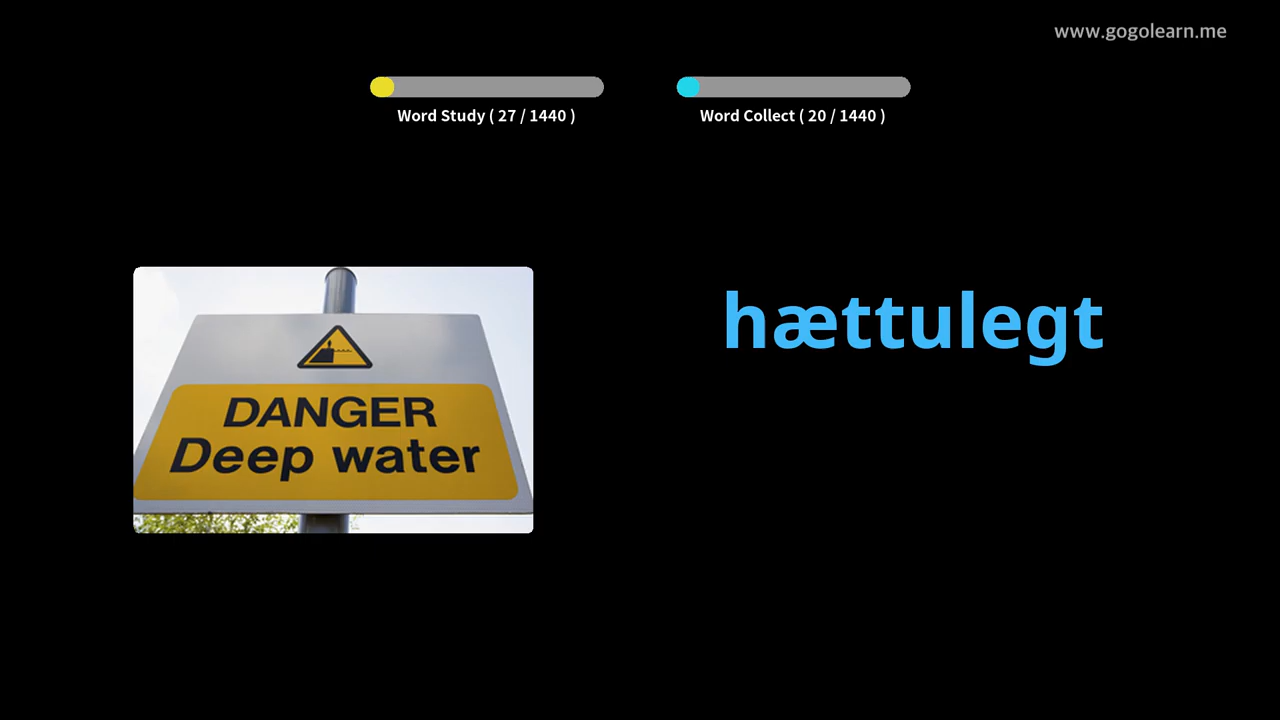 www.gogolearn.me
Word Study ( 27 / 1440 )
Word Collect ( 20 / 1440 )
DANGER
Deep water
hættulegt